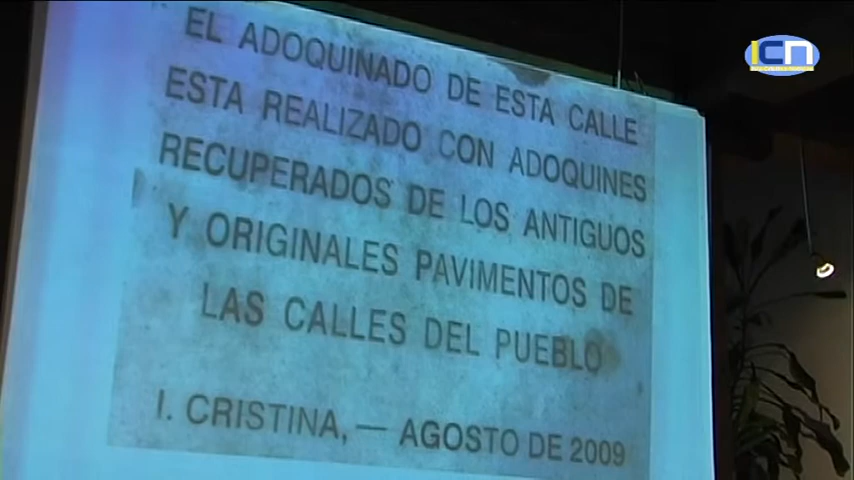 EL ADOQUINADO DE ESTA CALLE
ESTA REALIZADO CON ADOQUINES
RECUPERADOS DE LOS ANTIGUOS
Y ORIGINALES PAVIMENTOS DE
LAS CALLES DEL PUEBLO
I. CRISTINA, — AGOSTO DE 2009
ICN